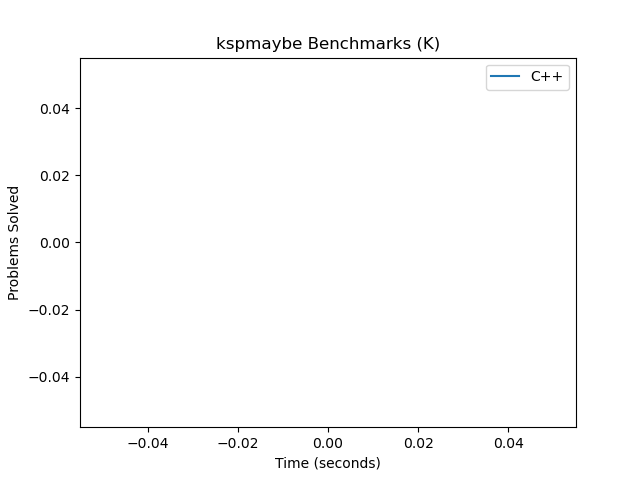 kspmaybe Benchmarks (K)
C++
Problems Solved
0.04
0.02
0.00
−0.02
−0.04
−0.04 −0.02 0.00 0.02 0.04
Time (seconds)